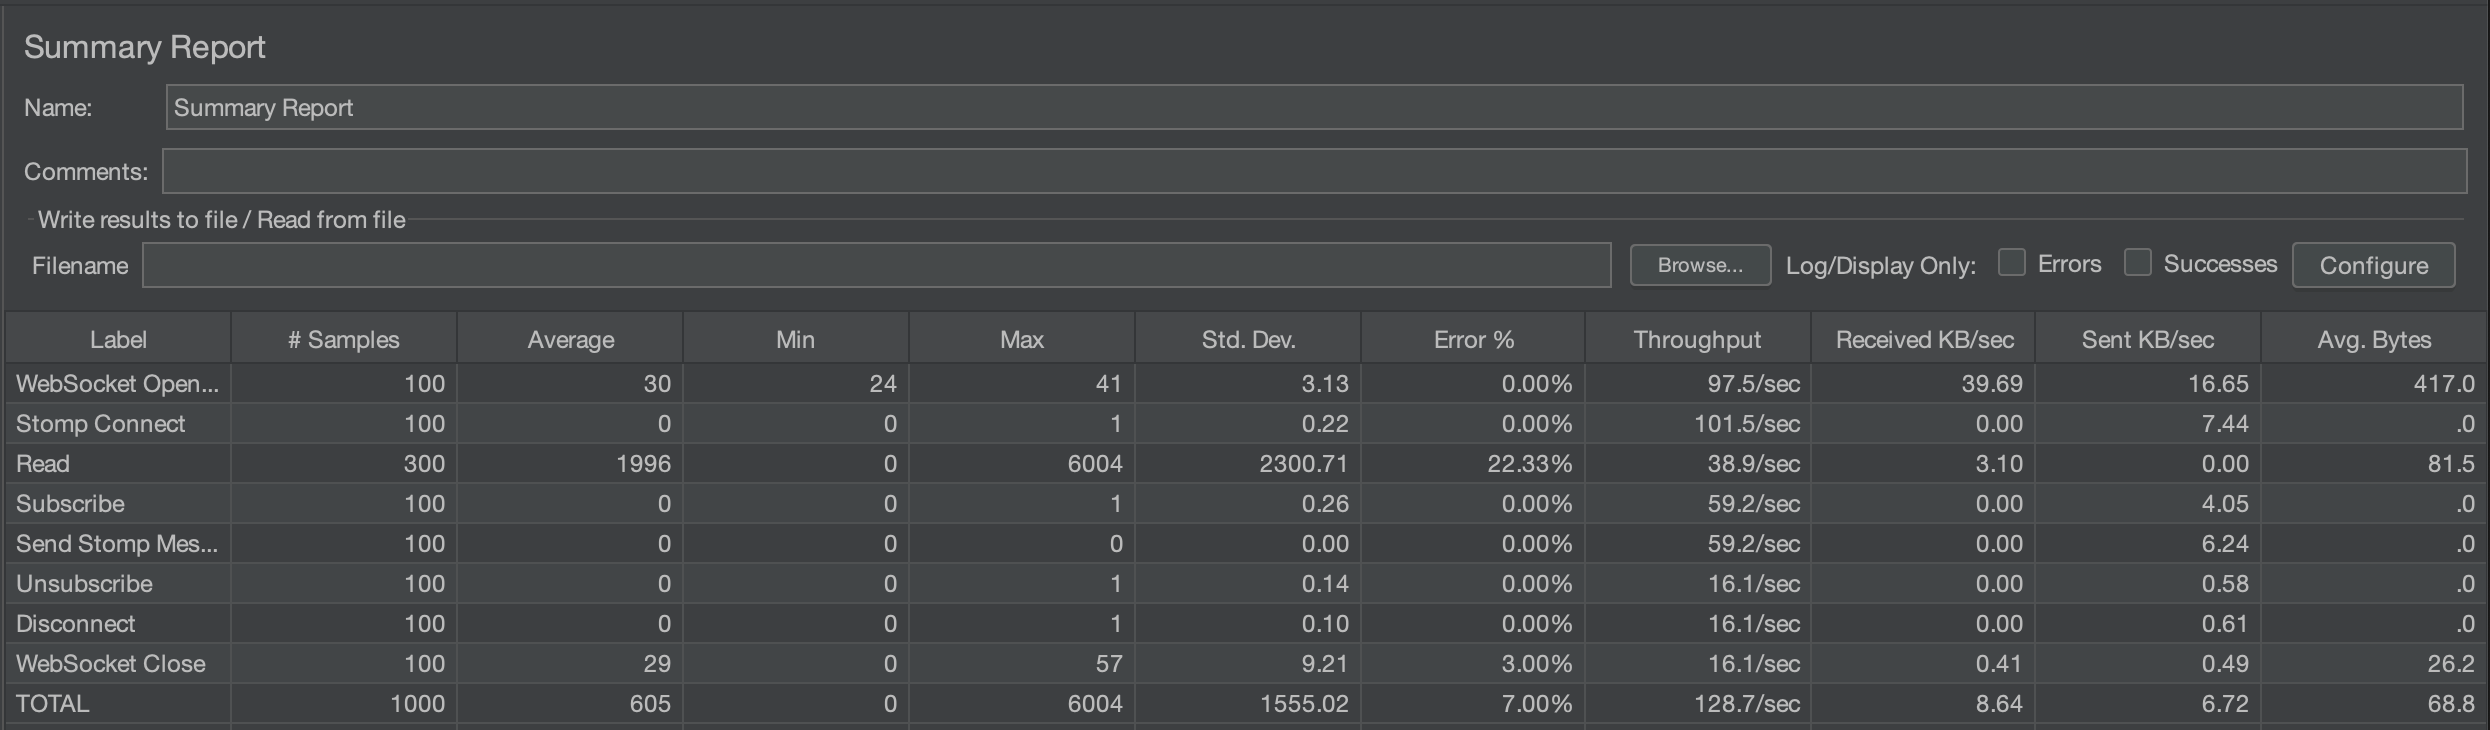 Summary Report
Name: Summary Report
Comments:
Write results to file / Read from file
Filename Browse... Log/Display Only: Errors Successes Configure
Label # Samples Average Min Max Std. Dev. Error % Throughput Received KB/sec Sent KB/sec Avg. Bytes
WebSocket Open... 100 30 24 41 3.13 0.00% 97.5/sec 39.69 16.65 417.0
Stomp Connect 100 0 0 1 0.22 0.00% 101.5/sec 0.00 7.44 .0
Read 300 1996 0 6004 2300.71 22.33% 38.9/sec 3.10 0.00 81.5
Subscribe 100 0 0 1 0.26 0.00% 59.2/sec 0.00 4.05 .0
Send Stomp Mes... 100 0 0 0 0.00 0.00% 59.2/sec 0.00 6.24 .0
Unsubscribe 100 0 0 1 0.14 0.00% 16.1/sec 0.00 0.58 .0
Disconnect 100 0 0 1 0.10 0.00% 16.1/sec 0.00 0.61 .0
WebSocket Close 100 29 0 57 9.21 3.00% 16.1/sec 0.41 0.49 26.2
TOTAL 1000 605 0 6004 1555.02 7.00% 128.7/sec 8.64 6.72 68.8